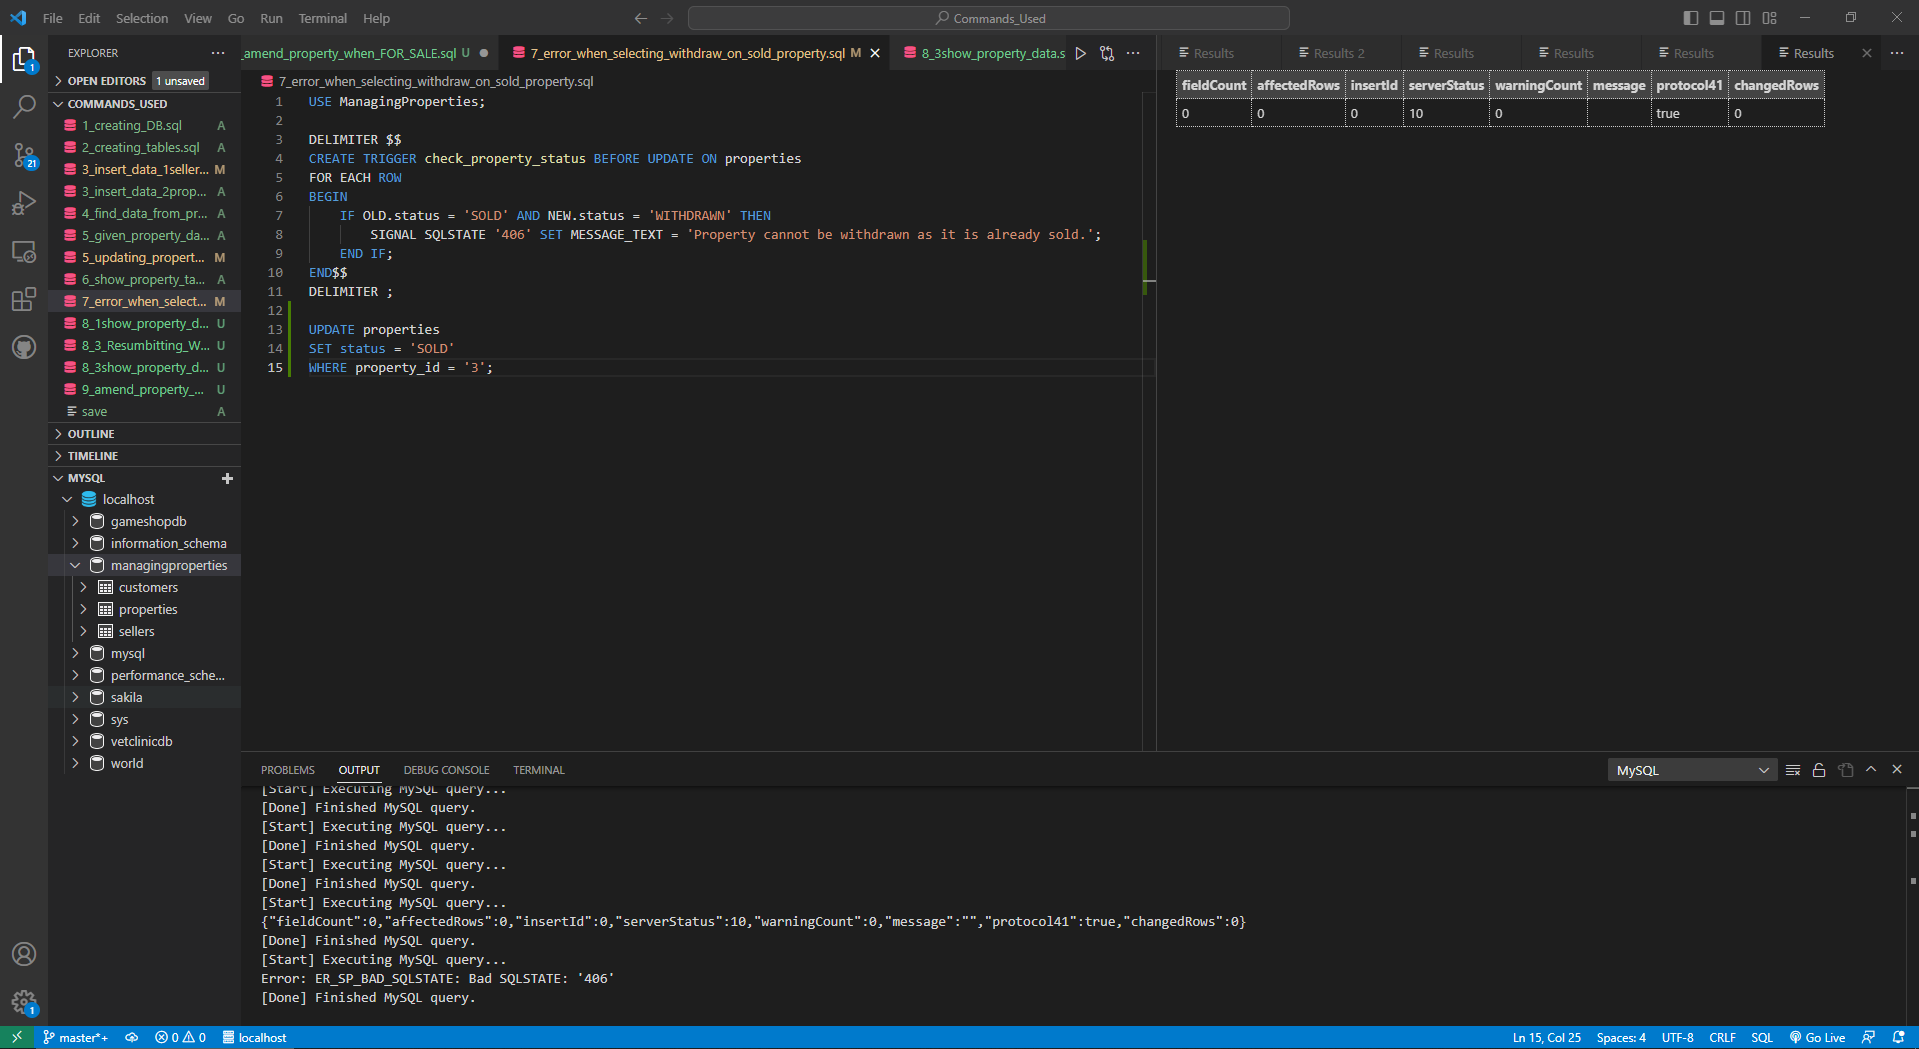 File Edit Selection View Go Run Terminal Help
Commands_Used
EXPLORER
OPEN EDITORS 1 unsaved
COMMANDS_USED
1_creating_DB.sql A
2_creating_tables.sql A
3_insert_data_1seller... M
3_insert_data_2prop... A
4_find_data_from_pr... A
5_given_property_da... A
5_updating_propert... M
6_show_property_ta... A
7_error_when_select... M
8_1show_property_d... U
8_3_Resumbitting_W... U
8_3show_property_d... U
9_amend_property_... U
save A
OUTLINE
TIMELINE
MYSQL
localhost
gameshopdb
information_schema
managingproperties
customers
properties
sellers
mysql
performance_sche...
sakila
sys
vetclinicdb
world
1
21
1
_amend_property_when_FOR_SALE.sql U
7_error_when_selecting_withdraw_on_sold_property.sql M
8_3show_property_data.s
7_error_when_selecting_withdraw_on_sold_property.sql
1 USE ManagingProperties;
2
3 DELIMITER $$
4 CREATE TRIGGER check_property_status BEFORE UPDATE ON properties
5 FOR EACH ROW
6 BEGIN
7 IF OLD.status = 'SOLD' AND NEW.status = 'WITHDRAWN' THEN
8 SIGNAL SQLSTATE '406' SET MESSAGE_TEXT = 'Property cannot be withdrawn as it is already sold.';
9 END IF;
10 END$$
11 DELIMITER ;
12
13 UPDATE properties
14 SET status = 'SOLD'
15 WHERE property_id = '3';
Results Results 2 Results Results Results Results
fieldCount affectedRows insertId serverStatus warningCount message protocol41 changedRows
0 0 0 10 0 true 0
PROBLEMS OUTPUT DEBUG CONSOLE TERMINAL
MySQL
[Start] Executing MySQL query...
[Done] Finished MySQL query.
[Start] Executing MySQL query...
[Done] Finished MySQL query.
[Start] Executing MySQL query...
[Done] Finished MySQL query.
[Start] Executing MySQL query...
{"fieldCount":0,"affectedRows":0,"insertId":0,"serverStatus":10,"warningCount":0,"message":"","protocol41":true,"changedRows":0}
[Done] Finished MySQL query.
[Start] Executing MySQL query...
Error: ER_SP_BAD_SQLSTATE: Bad SQLSTATE: '406'
[Done] Finished MySQL query.
master*+ 0 0 localhost
Ln 15, Col 25 Spaces: 4 UTF-8 CRLF SQL Go Live